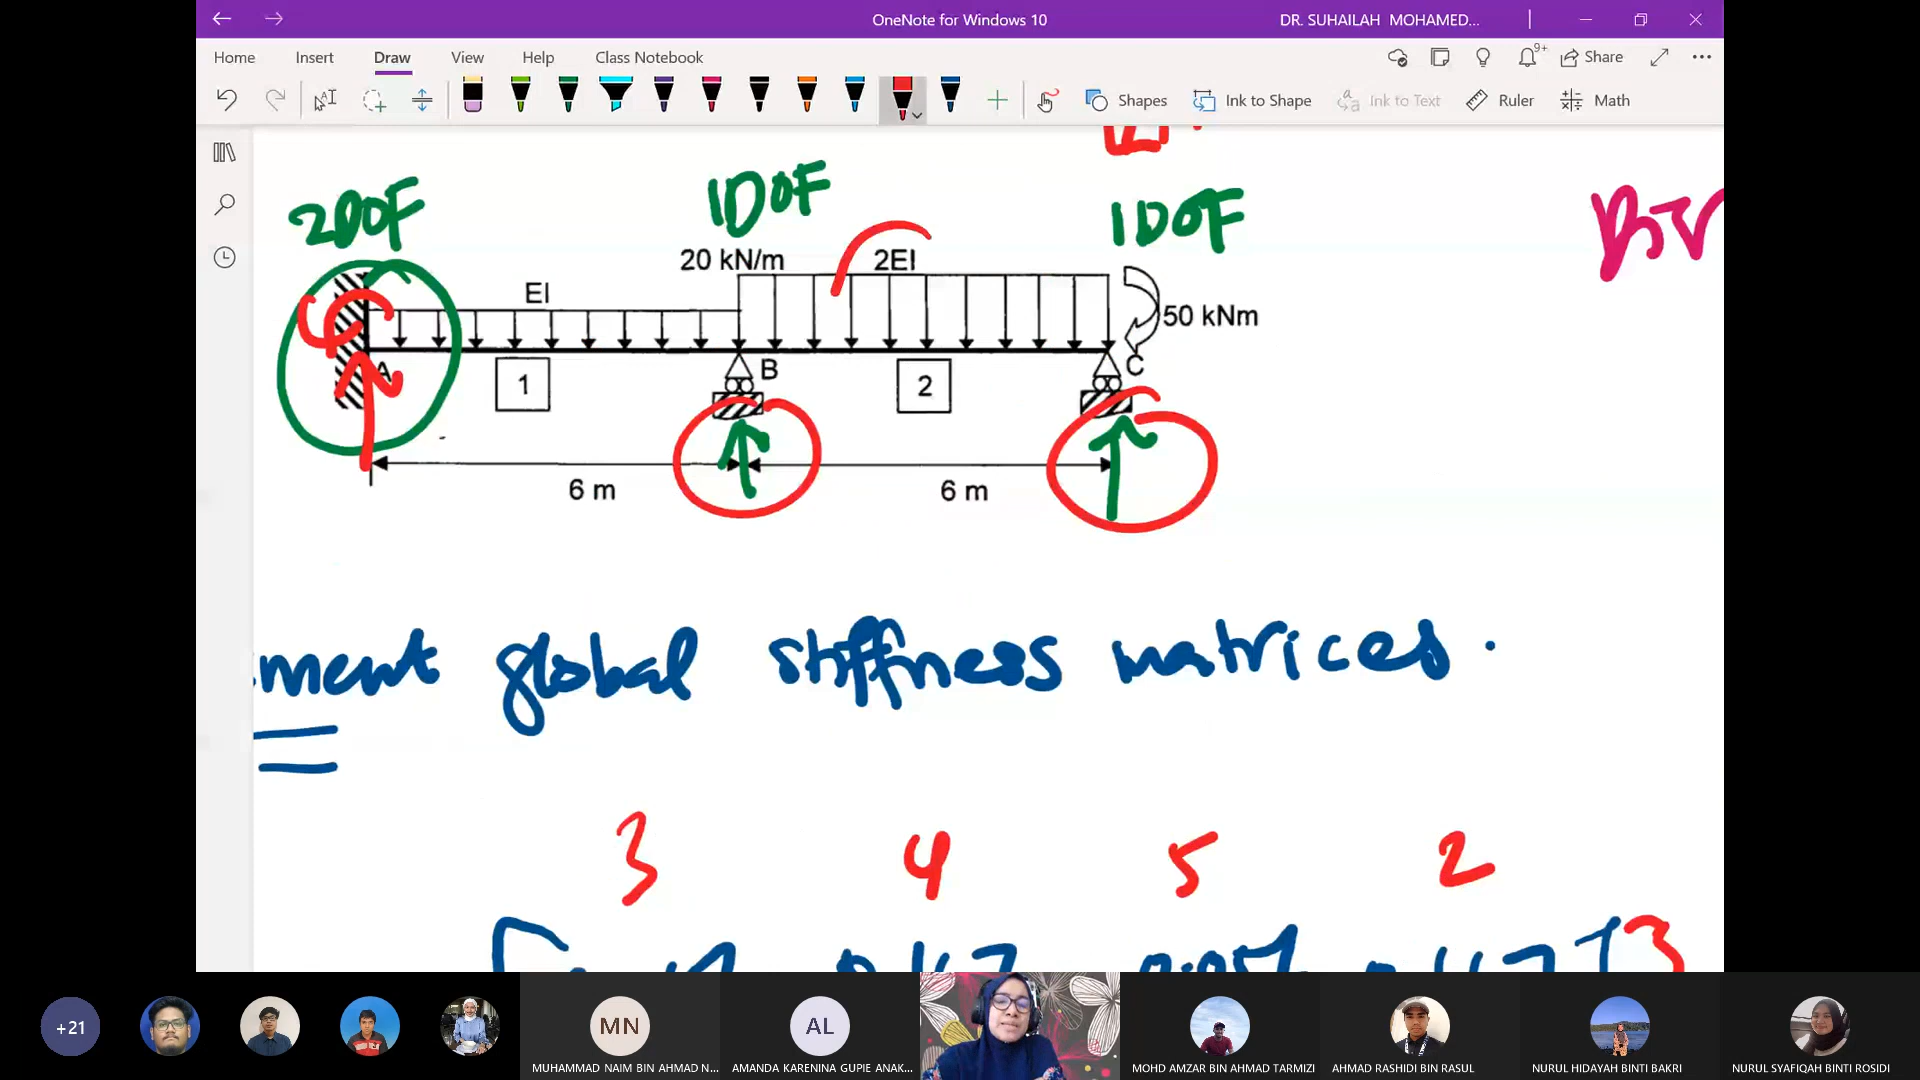 OneNote for Windows 10
DR. SUHAILAH MOHAMED...
Home Insert Draw View Help Class Notebook
9+ Share
Shapes Ink to Shape Ink to Text Ruler Math
2DOF 1DOF 1DOF
20 kN/m 2EI
EI
50 kNm
A B C
1 2
6 m 6 m
ment global stiffness matrices.
3 4 5 2
3
+21
MN AL
MUHAMMAD NAIM BIN AHMAD N... AMANDA KARENINA GUPIE ANAK... MOHD AMZAR BIN AHMAD TARMIZI AHMAD RASHIDI BIN RASUL NURUL HIDAYAH BINTI BAKRI NURUL SYAFIQAH BINTI ROSIDI